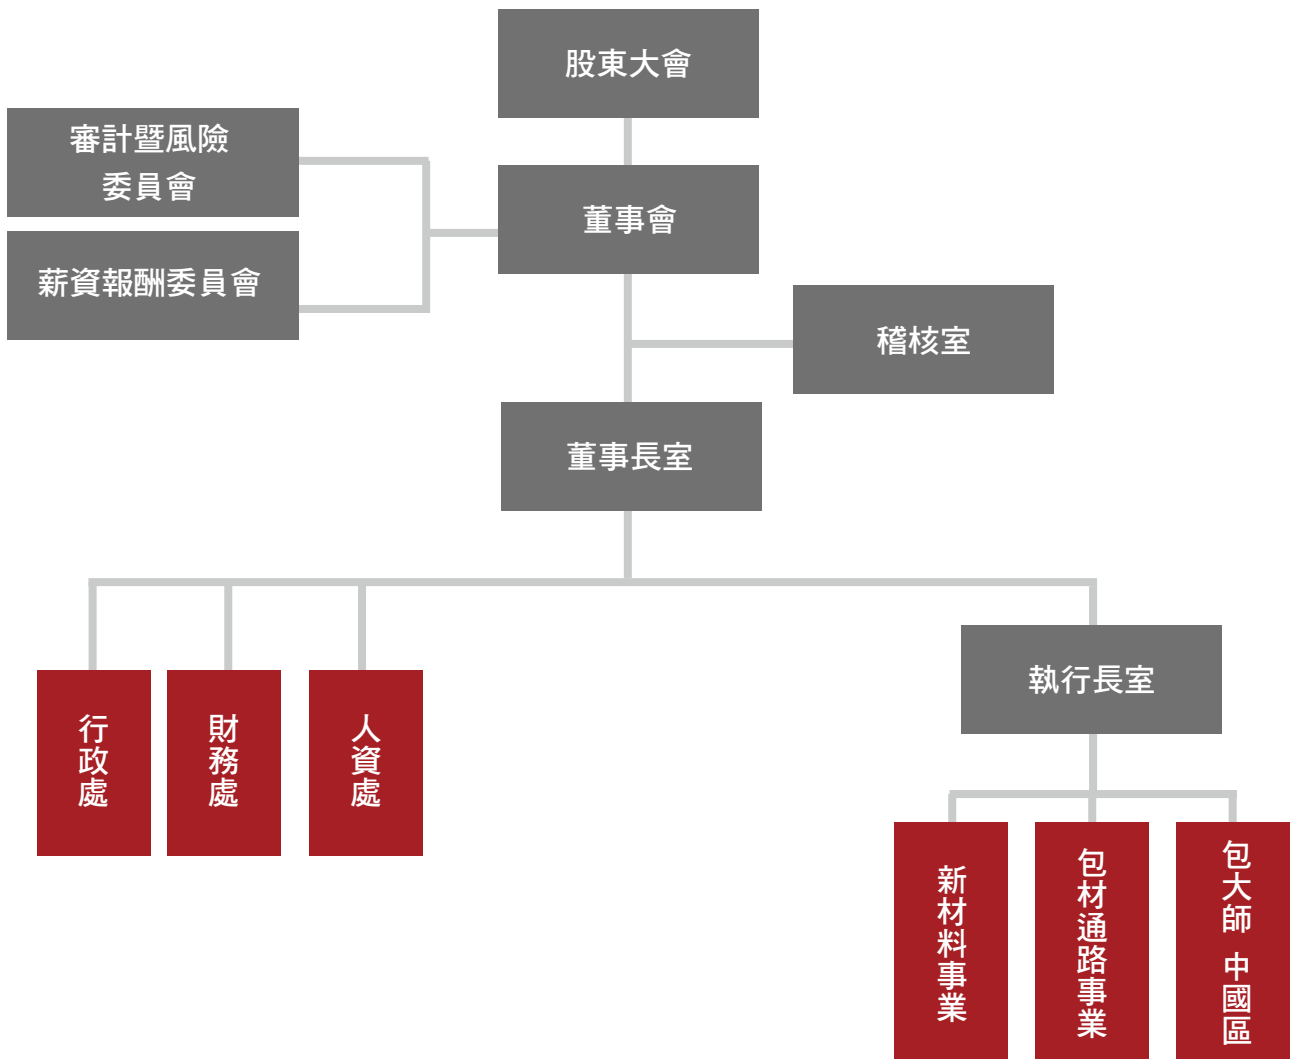 股東大會
審計暨風險
委員會
董事會
薪資報酬委員會
稽核室
董事長室
執行長室
行政處
財務處
人資處
新材料事業
包材通路事業
包大師 中國區